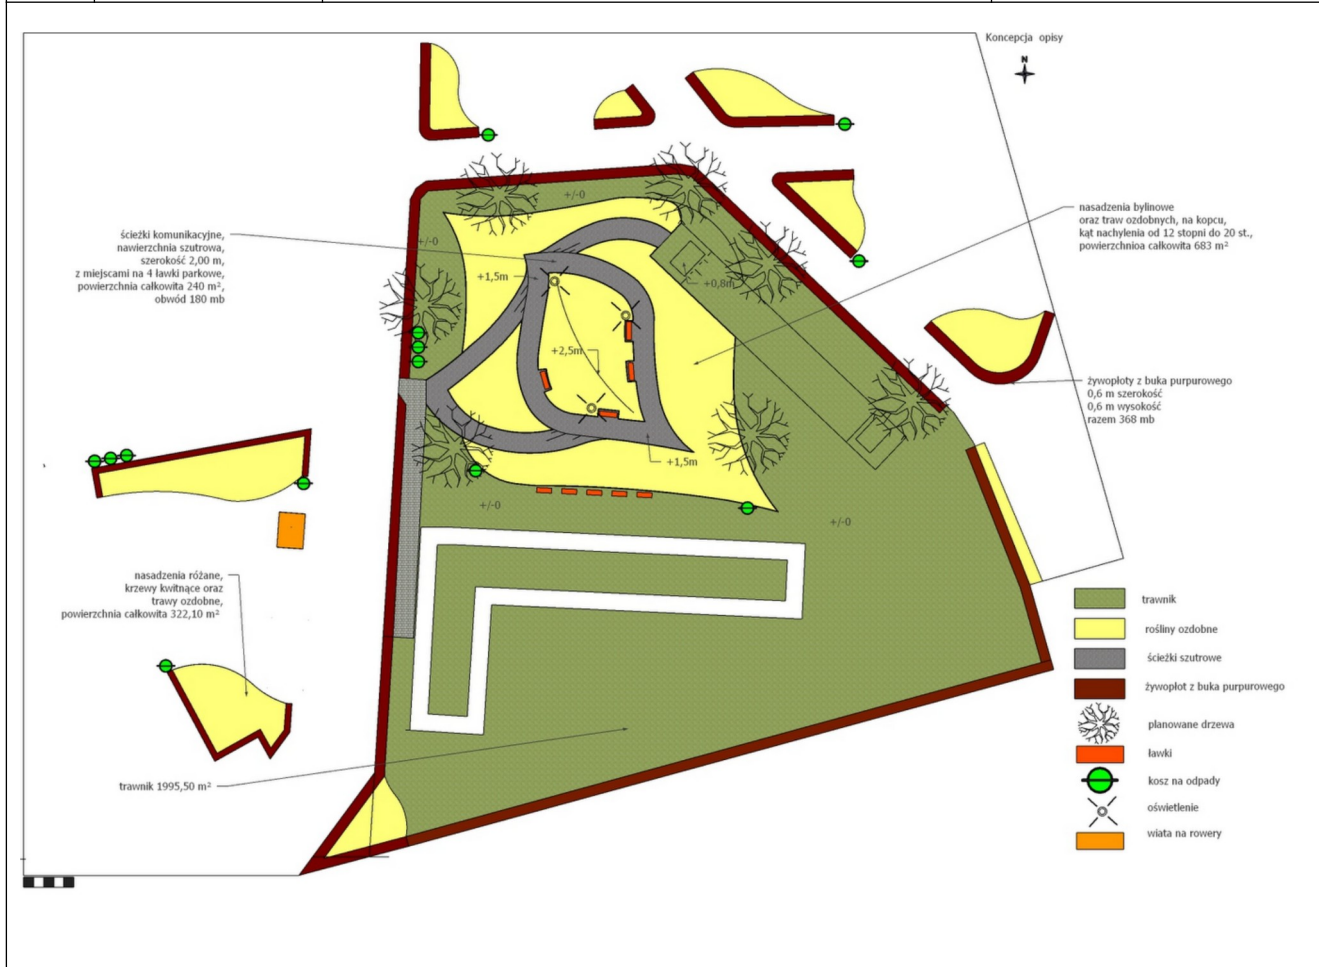 Koncepcja opisy
N
nasadzenia bylinowe
oraz traw ozdobnych, na kopcu,
kąt nachylenia od 12 stopni do 20 st.,
powierzchnioa całkowita 683 m²
ścieżki komunikacyjne,
nawierzchnia szutrowa,
szerokość 2,00 m,
z miejscami na 4 ławki parkowe,
powierzchnia całkowita 240 m²,
obwód 180 mb
+/-0
+/-0
+1,5m
+0,8m
+2,5m
+1,5m
+/-0
+/-0
żywopłoty z buka purpurowego
0,6 m szerokość
0,6 m wysokość
razem 368 mb
nasadzenia różane,
krzewy kwitnące oraz
trawy ozdobne,
powierzchnia całkowita 322,10 m²
trawnik 1995,50 m²
trawnik
rośliny ozdobne
ścieżki szutrowe
żywopłot z buka purpurowego
planowane drzewa
ławki
kosz na odpady
oświetlenie
wiata na rowery